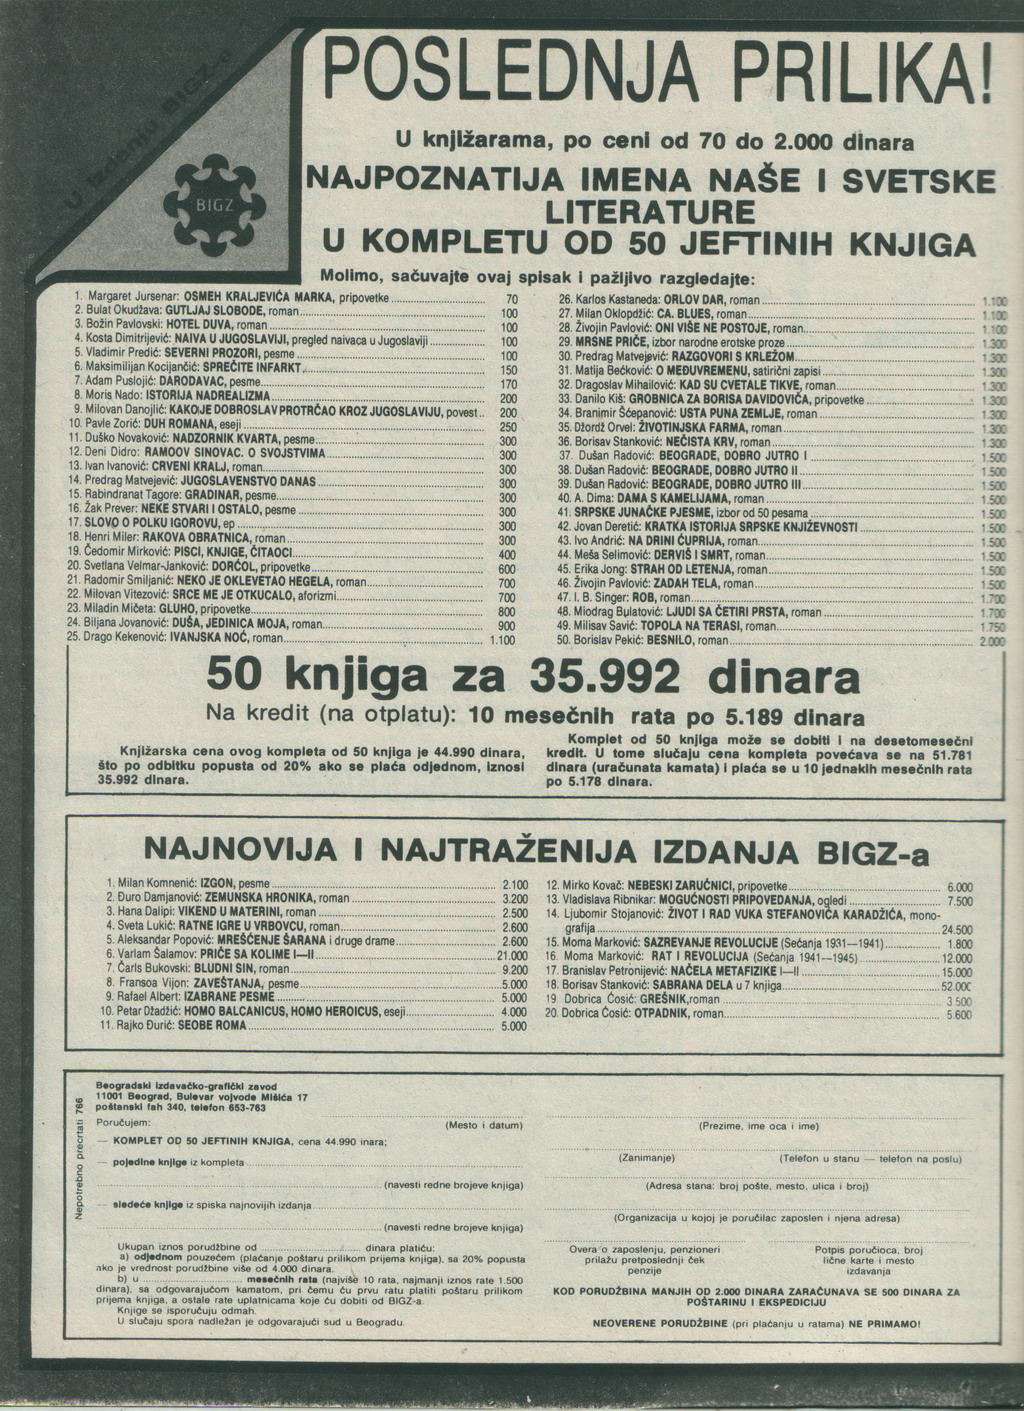 U izdanju BIGZ-a
BIGZ
POSLEDNJA PRILIKA!
U knjižarama, po ceni od 70 do 2.000 dinara
NAJPOZNATIJA IMENA NAŠE I SVETSKE
LITERATURE
U KOMPLETU OD 50 JEFTINIH KNJIGA
Molimo, sačuvajte ovaj spisak i pažljivo razgledajte:
1. Margaret Jursenar: OSMEH KRALJEVIĆA MARKA, pripovetke ... 70
2. Bulat Okudžava: GUTLJAJ SLOBODE, roman ... 100
3. Božin Pavlovski: HOTEL DUVA, roman ... 100
4. Kosta Dimitrijević: NAIVA U JUGOSLAVIJI, pregled naivaca u Jugoslaviji ... 100
5. Vladimir Predić: SEVERNI PROZORI, pesme ... 100
6. Maksimilijan Kocijančić: SPREČITE INFARKT ... 150
7. Adam Puslojić: DARODAVAC, pesme ... 170
8. Moris Nado: ISTORIJA NADREALIZMA ... 200
9. Milovan Danojlić: KAKO JE DOBROSLAV PROTRČAO KROZ JUGOSLAVIJU, povest .. 200
10. Pavle Zorić: DUH ROMANA, eseji ... 250
11. Duško Novaković: NADZORNIK KVARTA, pesme ... 300
12. Deni Didro: RAMOOV SINOVAC. O SVOJSTVIMA ... 300
13. Ivan Ivanović: CRVENI KRALJ, roman ... 300
14. Predrag Matvejević: JUGOSLAVENSTVO DANAS ... 300
15. Rabindranat Tagore: GRADINAR, pesme ... 300
16. Žak Prever: NEKE STVARI I OSTALO, pesme ... 300
17. SLOVO O POLKU IGOROVU, ep ... 300
18. Henri Miler: RAKOVA OBRATNICA, roman ... 300
19. Čedomir Mirković: PISCI, KNJIGE, ČITAOCI ... 400
20. Svetlana Velmar-Janković: DORĆOL, pripovetke ... 600
21. Radomir Smiljanić: NEKO JE OKLEVETAO HEGELA, roman ... 700
22. Milovan Vitezović: SRCE ME JE OTKUCALO, aforizmi ... 700
23. Miladin Mičeta: GLUHO, pripovetke ... 800
24. Biljana Jovanović: DUŠA, JEDINICA MOJA, roman ... 900
25. Drago Kekenović: IVANJSKA NOĆ, roman ... 1.100
26. Karlos Kastaneda: ORLOV DAR, roman ... 1.100
27. Milan Oklopdžić: CA. BLUES, roman ... 1.100
28. Živojin Pavlović: ONI VIŠE NE POSTOJE, roman ... 1.100
29. MRSNE PRIČE, izbor narodne erotske proze ... 1.300
30. Predrag Matvejević: RAZGOVORI S KRLEŽOM ... 1.300
31. Matija Bećković: O MEĐUVREMENU, satirični zapisi ... 1.300
32. Dragoslav Mihailović: KAD SU CVETALE TIKVE, roman ... 1.300
33. Danilo Kiš: GROBNICA ZA BORISA DAVIDOVIČA, pripovetke ... 1.300
34. Branimir Šćepanović: USTA PUNA ZEMLJE, roman ... 1.300
35. Džordž Orvel: ŽIVOTINJSKA FARMA, roman ... 1.300
36. Borisav Stanković: NEČISTA KRV, roman ... 1.300
37. Dušan Radović: BEOGRADE, DOBRO JUTRO I ... 1.500
38. Dušan Radović: BEOGRADE, DOBRO JUTRO II ... 1.500
39. Dušan Radović: BEOGRADE, DOBRO JUTRO III ... 1.500
40. A. Dima: DAMA S KAMELIJAMA, roman ... 1.500
41. SRPSKE JUNAČKE PJESME, izbor od 50 pesama ... 1.500
42. Jovan Deretić: KRATKA ISTORIJA SRPSKE KNJIŽEVNOSTI ... 1.500
43. Ivo Andrić: NA DRINI ĆUPRIJA, roman ... 1.500
44. Meša Selimović: DERVIŠ I SMRT, roman ... 1.500
45. Erika Jong: STRAH OD LETENJA, roman ... 1.500
46. Živojin Pavlović: ZADAH TELA, roman ... 1.500
47. I. B. Singer: ROB, roman ... 1.700
48. Miodrag Bulatović: LJUDI SA ČETIRI PRSTA, roman ... 1.700
49. Milisav Savić: TOPOLA NA TERASI, roman ... 1.750
50. Borislav Pekić: BESNILO, roman ... 2.000
50 knjiga za 35.992 dinara
Na kredit (na otplatu): 10 mesečnih rata po 5.189 dinara
Knjižarska cena ovog kompleta od 50 knjiga je 44.990 dinara,
što po odbitku popusta od 20% ako se plaća odjednom, iznosi
35.992 dinara.
Komplet od 50 knjiga može se dobiti i na desetomesečni
kredit. U tome slučaju cena kompleta povećava se na 51.781
dinara (uračunata kamata) i plaća se u 10 jednakih mesečnih rata
po 5.178 dinara.
NAJNOVIJA I NAJTRAŽENIJA IZDANJA BIGZ-a
1. Milan Komnenić: IZGON, pesme ... 2.100
2. Đuro Damjanović: ZEMUNSKA HRONIKA, roman ... 3.200
3. Hana Dalipi: VIKEND U MATERINI, roman ... 2.500
4. Sveta Lukić: RATNE IGRE U VRBOVCU, roman ... 2.600
5. Aleksandar Popović: MREŠĆENJE ŠARANA i druge drame ... 2.600
6. Varlam Šalamov: PRIČE SA KOLIME I—II ... 21.000
7. Čarls Bukovski: BLUDNI SIN, roman ... 9.200
8. Fransoa Vijon: ZAVEŠTANJA, pesme ... 5.000
9. Rafael Albert: IZABRANE PESME ... 5.000
10. Petar Džadžić: HOMO BALCANICUS, HOMO HEROICUS, eseji ... 4.000
11. Rajko Đurić: SEOBE ROMA ... 5.000
12. Mirko Kovač: NEBESKI ZARUČNICI, pripovetke ... 6.000
13. Vladislava Ribnikar: MOGUĆNOSTI PRIPOVEDANJA, ogledi ... 7.500
14. Ljubomir Stojanović: ŽIVOT I RAD VUKA STEFANOVIĆA KARADŽIĆA, mono-
grafija ... 24.500
15. Moma Marković: SAZREVANJE REVOLUCIJE (Sećanja 1931—1941) ... 1.800
16. Moma Marković: RAT I REVOLUCIJA (Sećanja 1941—1945) ... 12.000
17. Branislav Petronijević: NAČELA METAFIZIKE I—II ... 15.000
18. Borisav Stanković: SABRANA DELA u 7 knjiga ... 52.000
19. Dobrica Ćosić: GREŠNIK, roman ... 3 500
20. Dobrica Ćosić: OTPADNIK, roman ... 5.600
Nepotrebno precrtati 766
Beogradski izdavačko-grafički zavod
11001 Beograd, Bulevar vojvode Mišića 17
poštanski fah 340, telefon 653-763
Poručujem: (Mesto i datum)
— KOMPLET OD 50 JEFTINIH KNJIGA, cena 44.990 inara;
— pojedine knjige iz kompleta ...
(navesti redne brojeve knjiga)
— sledeće knjige iz spiska najnovijih izdanja ...
(navesti redne brojeve knjiga)
Ukupan iznos porudžbine od ... dinara platiću:
a) odjednom pouzećem (plaćanje poštaru prilikom prijema knjiga), sa 20% popusta
ako je vrednost porudžbine više od 4.000 dinara.
b) u ... mesečnih rata (najviše 10 rata, najmanji iznos rate 1.500
dinara), sa odgovarajućom kamatom, pri čemu ću prvu ratu platiti poštaru prilikom
prijema knjiga, a ostale rate uplatnicama koje ću dobiti od BIGZ-a.
Knjige se isporučuju odmah.
U slučaju spora nadležan je odgovarajući sud u Beogradu.
(Prezime, ime oca i ime)
(Zanimanje) (Telefon u stanu — telefon na poslu)
(Adresa stana: broj pošte, mesto, ulica i broj)
(Organizacija u kojoj je poručilac zaposlen i njena adresa)
Overa o zaposlenju, penzioneri
prilažu pretposlednji ček
penzije
Potpis poručioca, broj
lične karte i mesto
izdavanja
KOD PORUDŽBINA MANJIH OD 2.000 DINARA ZARAČUNAVA SE 500 DINARA ZA
POŠTARINU I EKSPEDICIJU
NEOVERENE PORUDŽBINE (pri plaćanju u ratama) NE PRIMAMO!